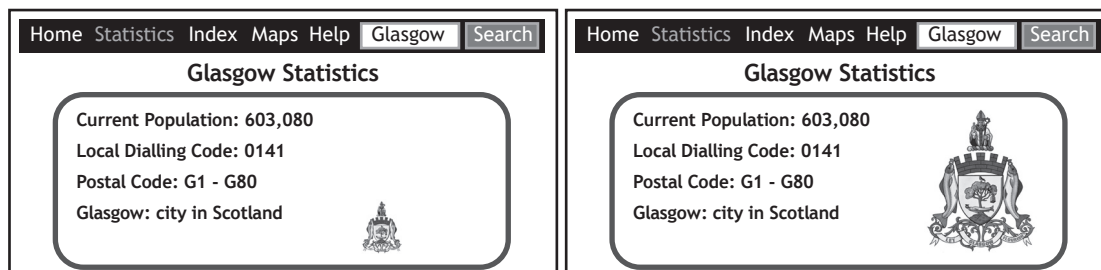 Home Statistics Index Maps Help Glasgow Search
Glasgow Statistics
Current Population: 603,080
Local Dialling Code: 0141
Postal Code: G1 - G80
Glasgow: city in Scotland
Home Statistics Index Maps Help Glasgow Search
Glasgow Statistics
Current Population: 603,080
Local Dialling Code: 0141
Postal Code: G1 - G80
Glasgow: city in Scotland